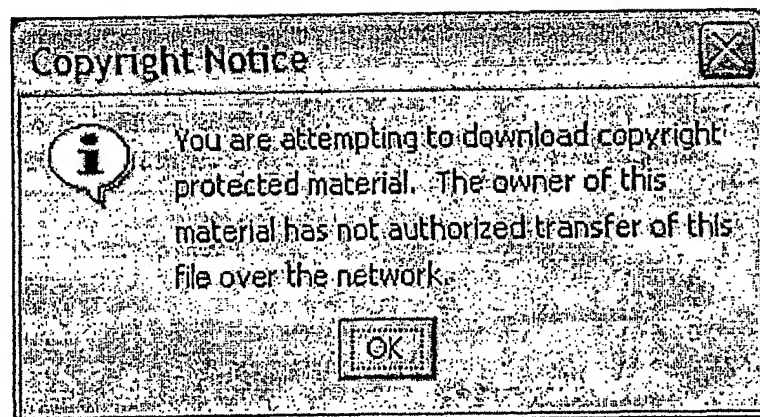 Copyright Notice
You are attempting to download copyright
protected material. The owner of this
material has not authorized transfer of this
file over the network.
OK